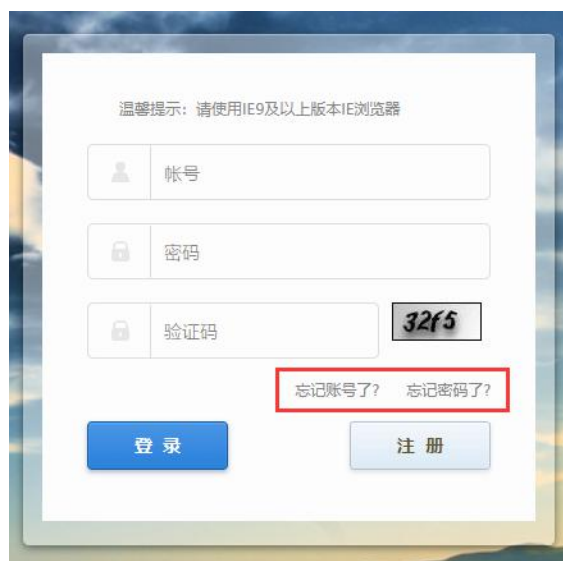 温馨提示：请使用IE9及以上版本IE浏览器
帐号
密码
验证码
32f5
忘记账号了? 忘记密码了?
登 录 注 册